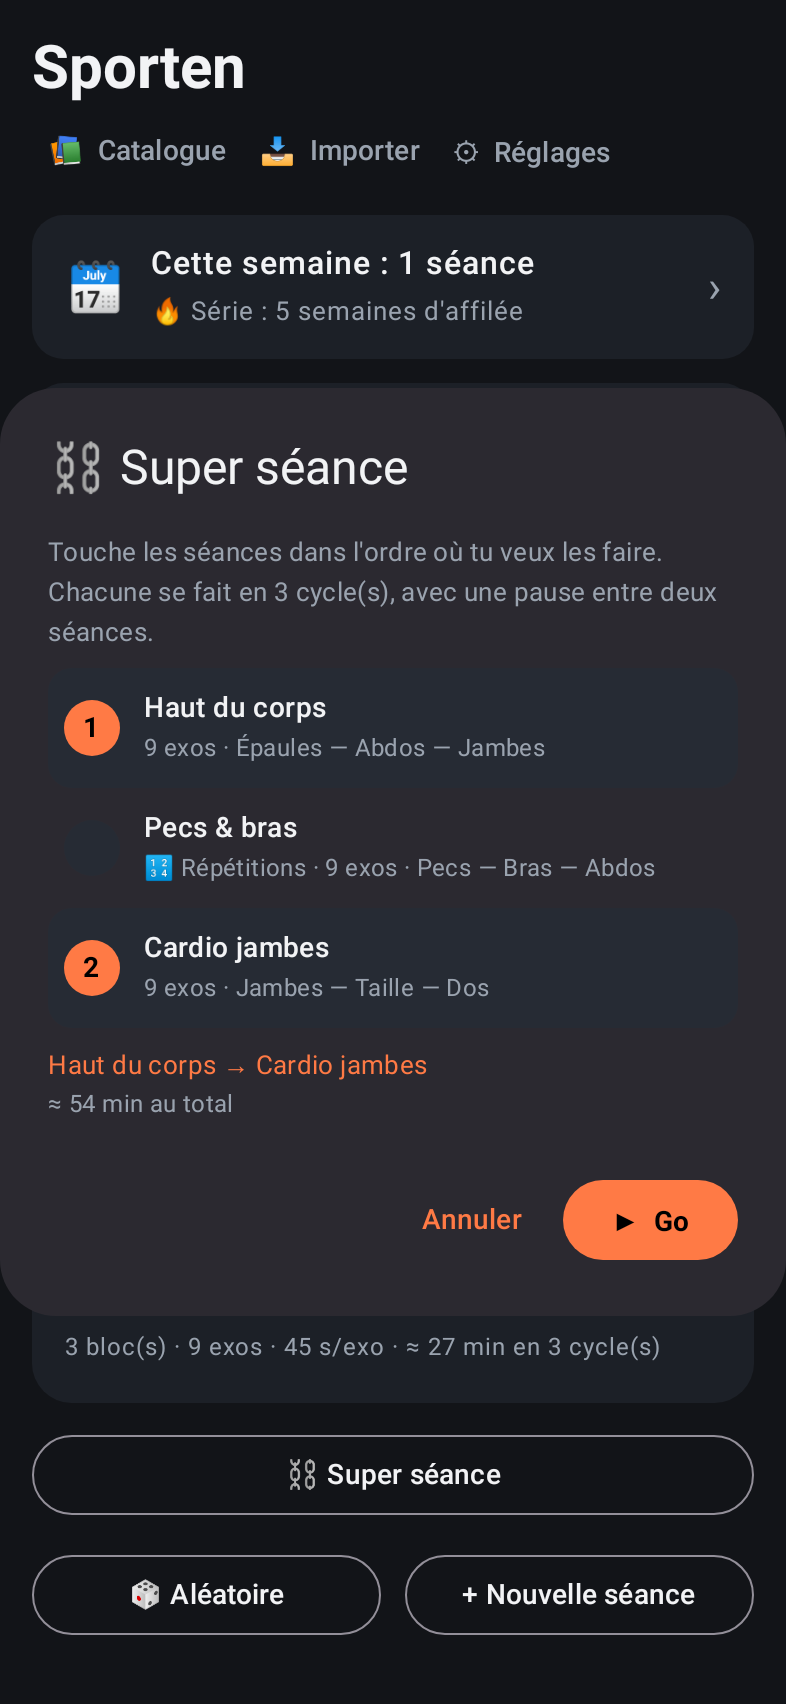 Sporten
Catalogue
Importer
Réglages
July
17
Cette semaine : 1 séance
🔥 Série : 5 semaines d'affilée
›
⛓ Super séance
Touche les séances dans l'ordre où tu veux les faire.
Chacune se fait en 3 cycle(s), avec une pause entre deux
séances.
1
Haut du corps
9 exos · Épaules — Abdos — Jambes
Pecs & bras
🔢 Répétitions · 9 exos · Pecs — Bras — Abdos
2
Cardio jambes
9 exos · Jambes — Taille — Dos
Haut du corps → Cardio jambes
≈ 54 min au total
Annuler
► Go
3 bloc(s) · 9 exos · 45 s/exo · ≈ 27 min en 3 cycle(s)
⛓ Super séance
🎲 Aléatoire
+ Nouvelle séance